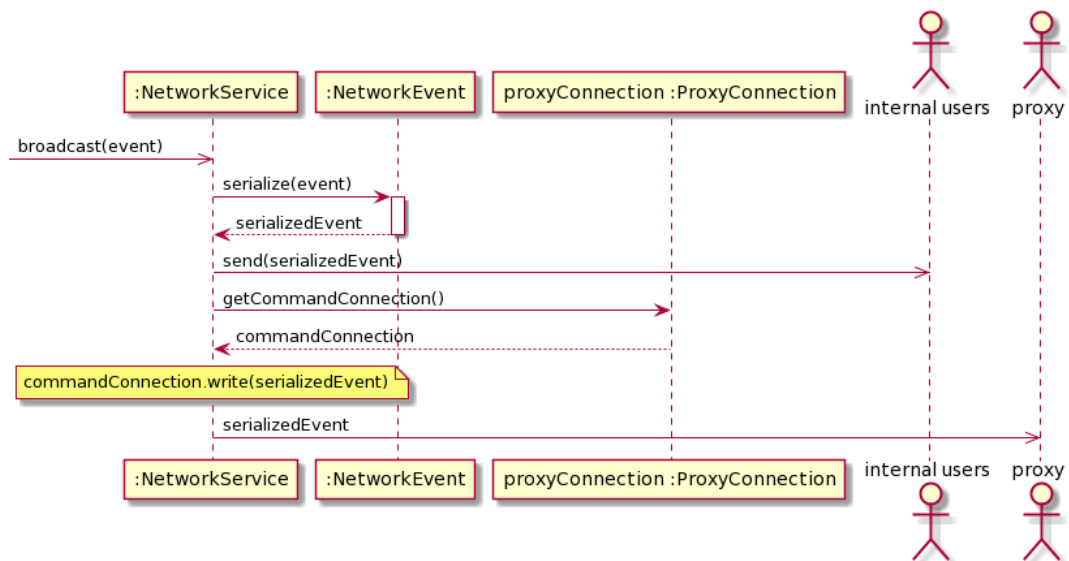 :NetworkService
:NetworkEvent
proxyConnection :ProxyConnection
internal users
proxy
broadcast(event)
serialize(event)
serializedEvent
send(serializedEvent)
getCommandConnection()
commandConnection
commandConnection.write(serializedEvent)
serializedEvent
:NetworkService
:NetworkEvent
proxyConnection :ProxyConnection
internal users
proxy